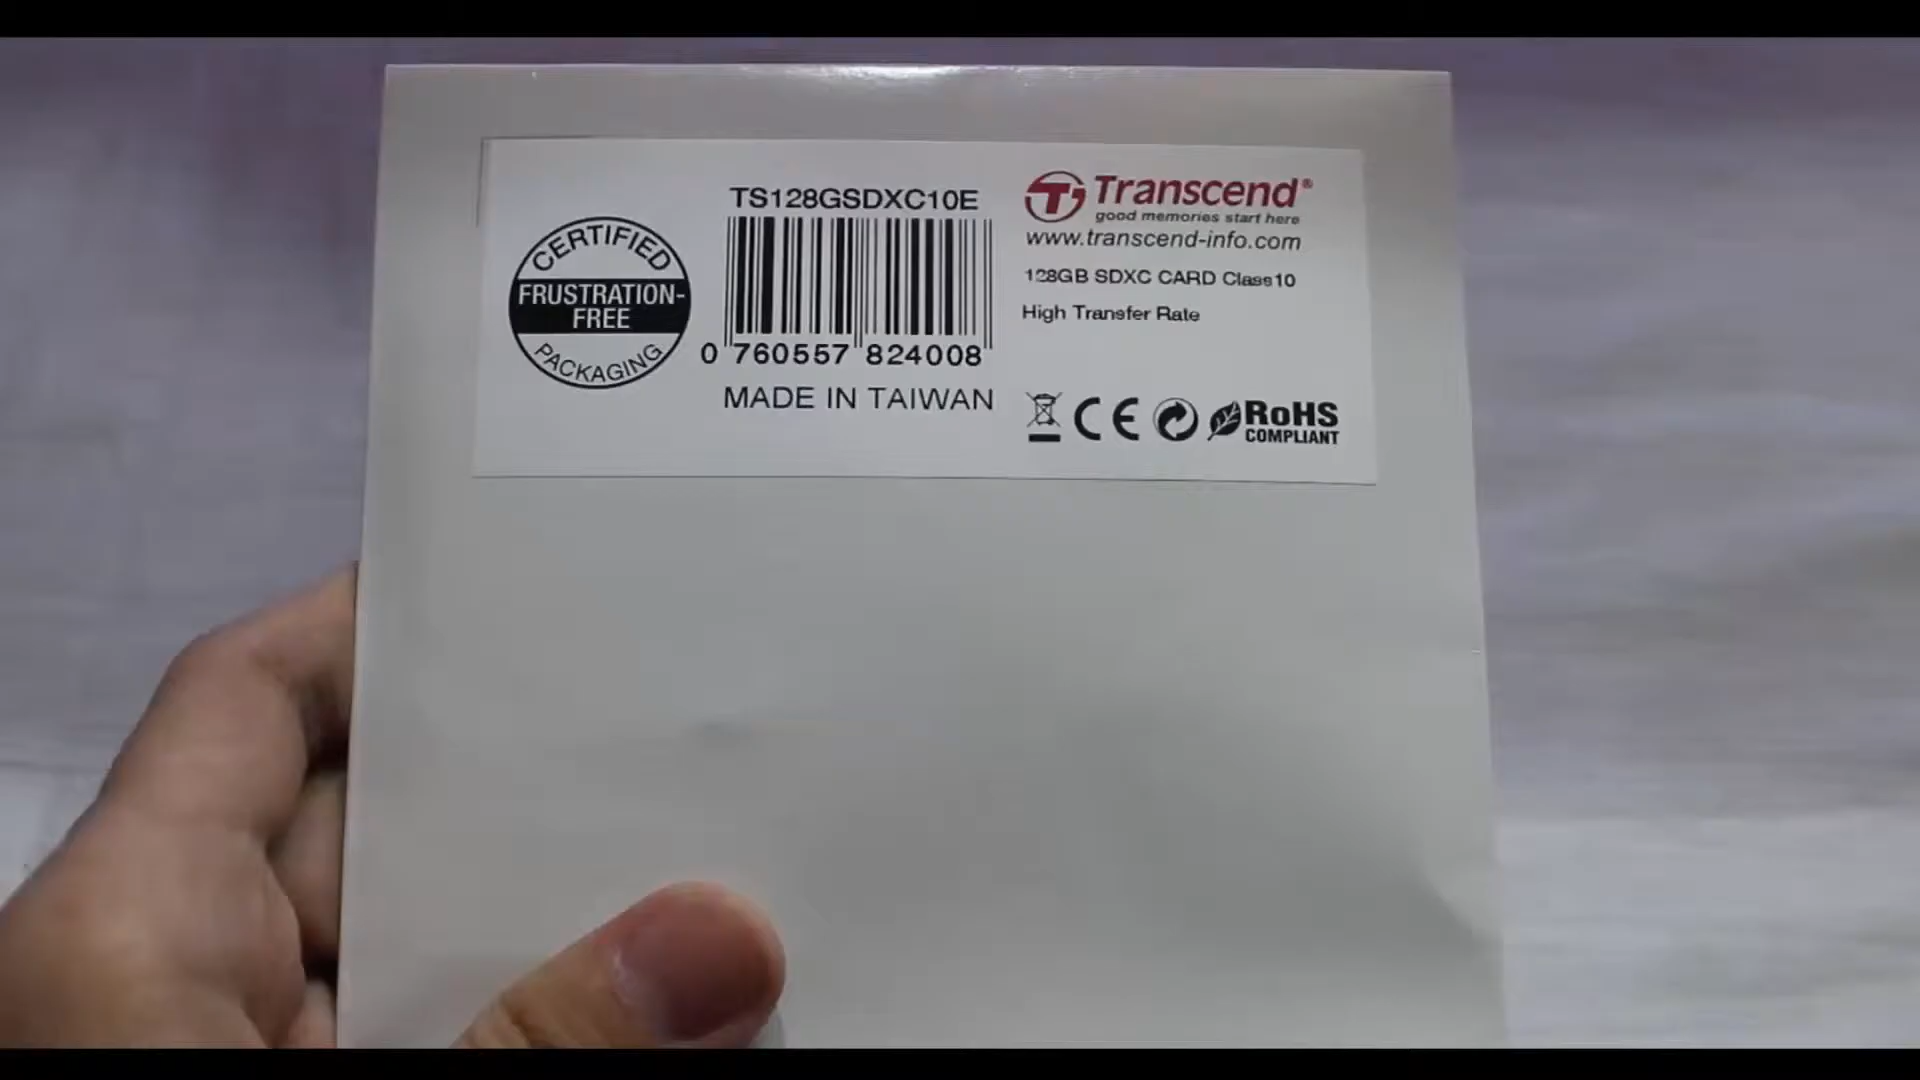 CERTIFIED
FRUSTRATION-
FREE
PACKAGING
TS128GSDXC10E
0 760557 824008
MADE IN TAIWAN
Transcend®
good memories start here
www.transcend-info.com
128GB SDXC CARD Class10
High Transfer Rate
CE
RoHS
COMPLIANT